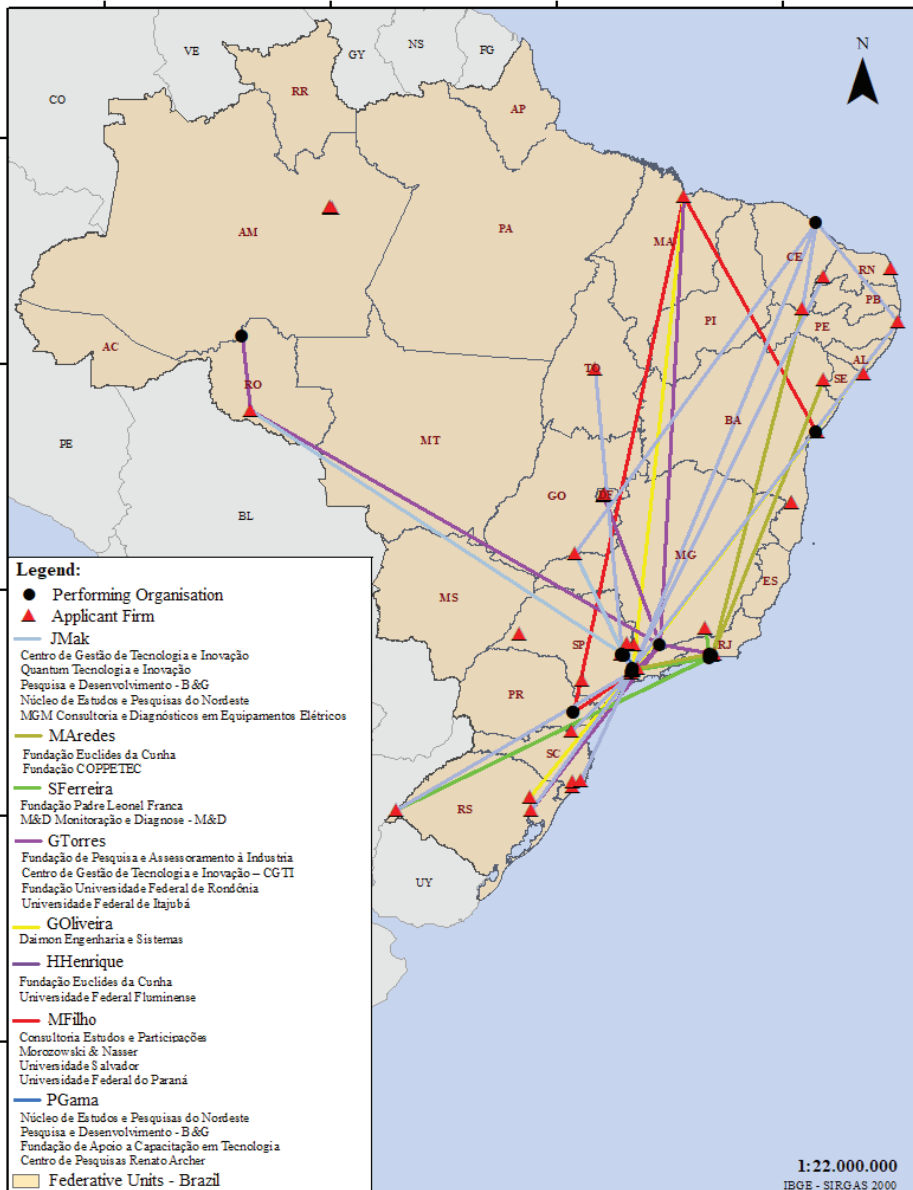 N
VE
GY
NS
FG
CO
RR
AP
AM
PA
MA
CE
RN
PB
PI
PE
AC
AL
TO
SE
RO
BA
MT
PE
GO
DF
BL
MG
MS
ES
SP
RJ
PR
SC
RS
UY
Legend:
Performing Organisation
Applicant Firm
JMak
Centro de Gestão de Tecnologia e Inovação
Quantum Tecnologia e Inovação
Pesquisa e Desenvolvimento - B&G
Núcleo de Estudos e Pesquisas do Nordeste
MGM Consultoria e Diagnósticos em Equipamentos Elétricos
MAredes
Fundação Euclides da Cunha
Fundação COPPETEC
SFerreira
Fundação Padre Leonel Franca
M&D Monitoração e Diagnose - M&D
GTorres
Fundação de Pesquisa e Assessoramento à Industria
Centro de Gestão de Tecnologia e Inovação – CGTI
Fundação Universidade Federal de Rondônia
Universidade Federal de Itajubá
GOliveira
Daimon Engenharia e Sistemas
HHenrique
Fundação Euclides da Cunha
Universidade Federal Fluminense
MFilho
Consultoria Estudos e Participações
Morozowski & Nasser
Universidade Salvador
Universidade Federal do Paraná
PGama
Núcleo de Estudos e Pesquisas do Nordeste
Pesquisa e Desenvolvimento - B&G
Fundação de Apoio a Capacitação em Tecnologia
Centro de Pesquisas Renato Archer
Federative Units - Brazil
1:22.000.000
IBGE - SIRGAS 2000